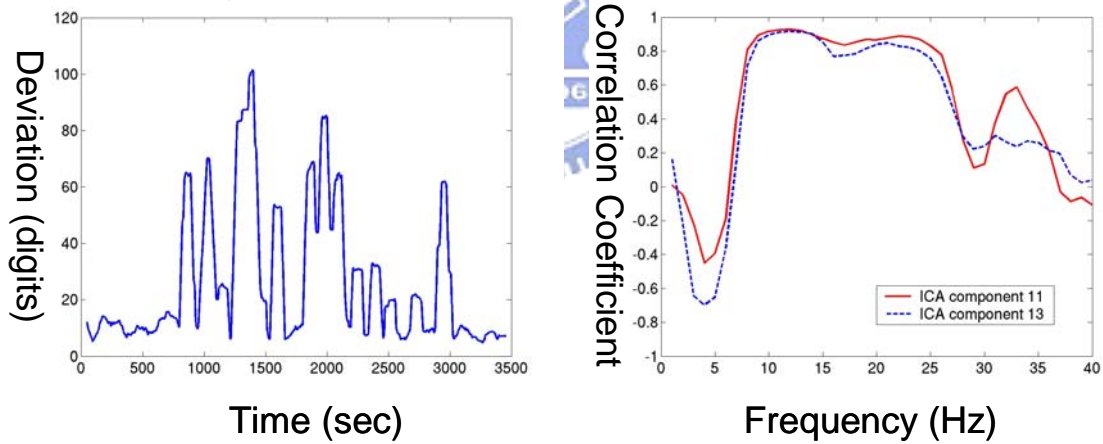 120
100
80
60
40
20
0
0 500 1000 1500 2000 2500 3000 3500
Deviation (digits)
Time (sec)
1
0.8
0.6
0.4
0.2
0
-0.2
-0.4
-0.6
-0.8
-1
0 5 10 15 20 25 30 35 40
Correlation Coefficient
Frequency (Hz)
ICA component 11
ICA component 13